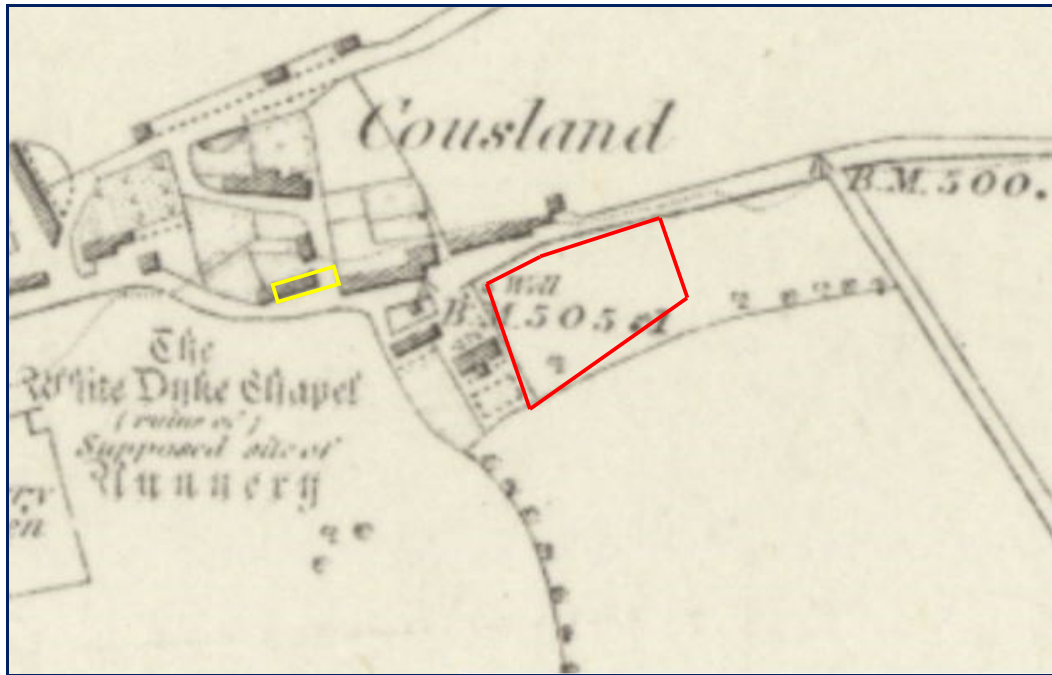 Cousland
B.M. 500.
Well
B.M. 505
The
White Dyke Chapel
(ruins of)
Supposed site of
Nunnery